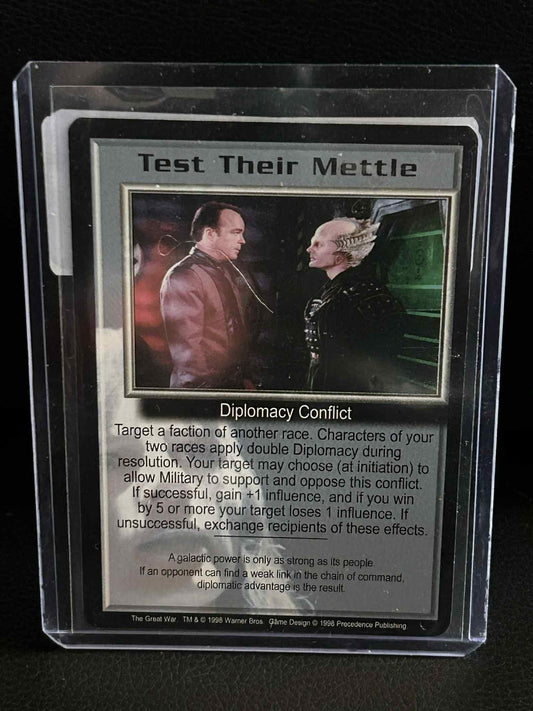 Test Their Mettle
Diplomacy Conflict
Target a faction of another race. Characters of your
two races apply double Diplomacy during
resolution. Your target may choose (at initiation) to
allow Military to support and oppose this conflict.
If successful, gain +1 influence, and if you win
by 5 or more your target loses 1 influence. If
unsuccessful, exchange recipients of these effects.
A galactic power is only as strong as its people.
If an opponent can find a weak link in the chain of command,
diplomatic advantage is the result.
The Great War. TM & © 1998 Warner Bros. Game Design © 1998 Precedence Publishing